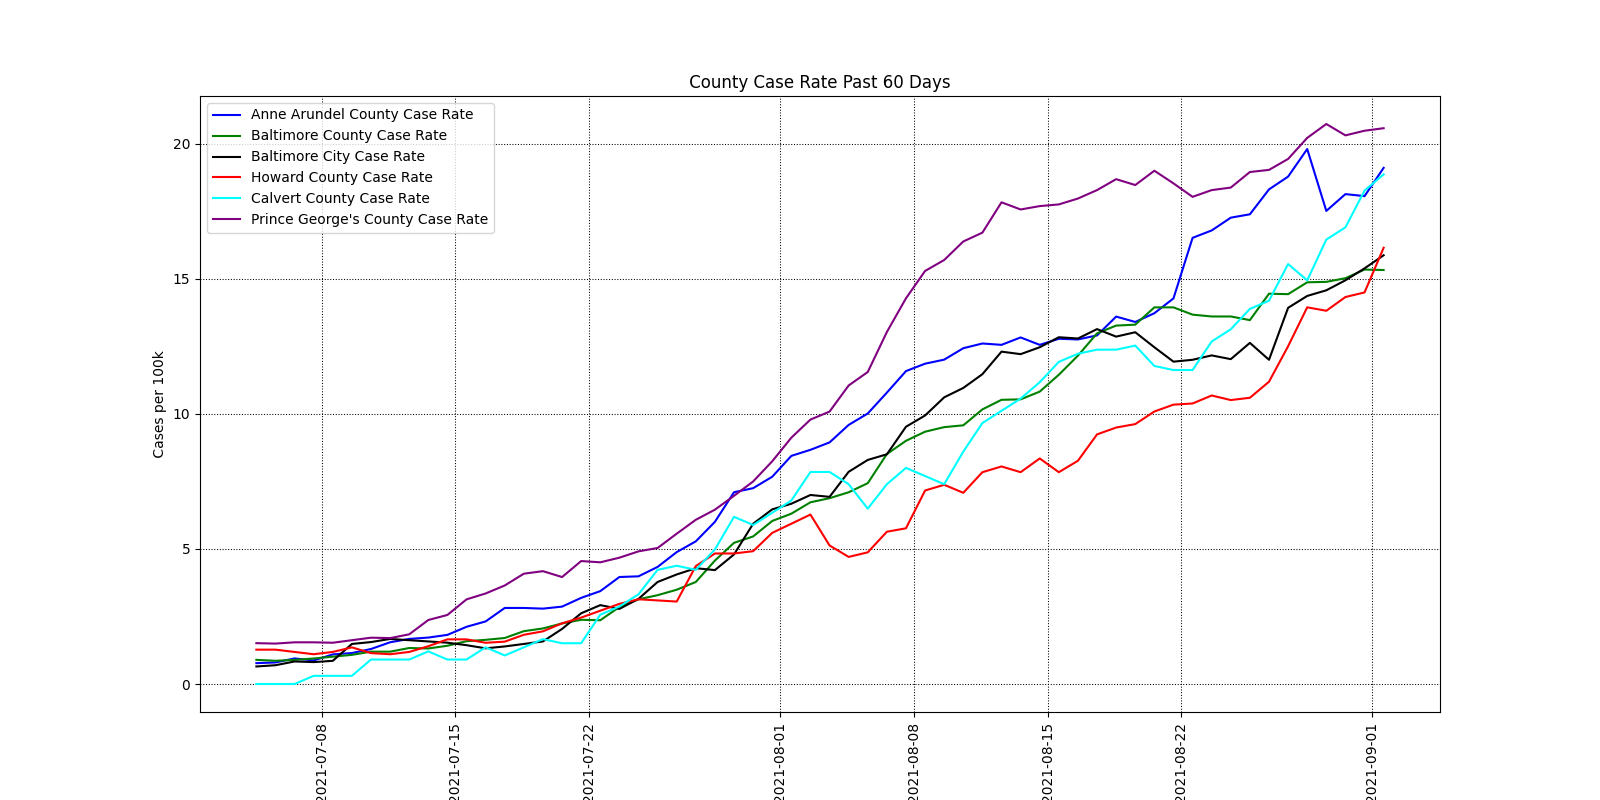 County Case Rate Past 60 Days
Anne Arundel County Case Rate
Baltimore County Case Rate
Baltimore City Case Rate
Howard County Case Rate
Calvert County Case Rate
Prince George's County Case Rate
Cases per 100k
20
15
10
5
0
2021-07-08
2021-07-15
2021-07-22
2021-08-01
2021-08-08
2021-08-15
2021-08-22
2021-09-01